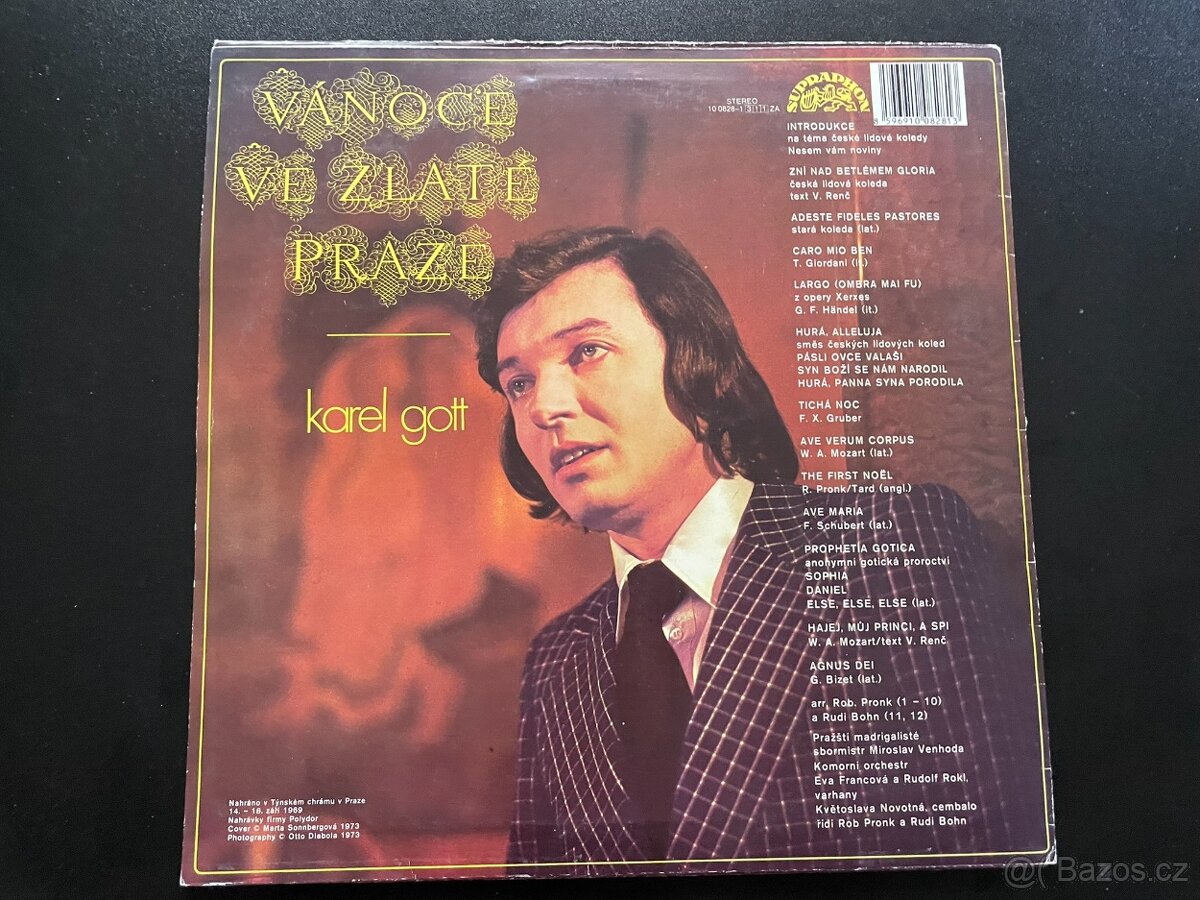 VÁNOCE
VE ZLATÉ
PRAZE
karel gott
STEREO
10 0828-1 311 ZA
SUPRAPHON
8 596910 082813
INTRODUKCE
na téma české lidové koledy
Nesem vám noviny
ZNÍ NAD BETLÉMEM GLORIA
česká lidová koleda
text V. Renč
ADESTE FIDELES PASTORES
stará koleda (lat.)
CARO MIO BEN
T. Giordani (it.)
LARGO (OMBRA MAI FU)
z opery Xerxes
G. F. Händel (it.)
HURÁ, ALLELUJA
směs českých lidových koled
PÁSLI OVCE VALAŠI
SYN BOŽÍ SE NÁM NARODIL
HURÁ, PANNA SYNA PORODILA
TICHÁ NOC
F. X. Gruber
AVE VERUM CORPUS
W. A. Mozart (lat.)
THE FIRST NOËL
R. Pronk/Tard (angl.)
AVE MARIA
F. Schubert (lat.)
PROPHETÍA GOTICA
anonymní gotická proroctví
SOPHIA
DANIEL
ELSE, ELSE, ELSE (lat.)
HAJEJ, MŮJ PRINCI, A SPI
W. A. Mozart/text V. Renč
AGNUS DEI
G. Bizet (lat.)
arr. Rob. Pronk (1 – 10)
a Rudi Bohn (11, 12)
Pražští madrigalisté
sbormistr Miroslav Venhoda
Komorní orchestr
Eva Francová a Rudolf Rokl,
varhany
Květoslava Novotná, cembalo
řídí Rob Pronk a Rudi Bohn
Nahráno v Týnském chrámu v Praze
14. – 18. září 1969
Nahrávky firmy Polydor
Cover © Marta Sonnbergová 1973
Photography © Otto Dlabola 1973
@( Bazos.cz